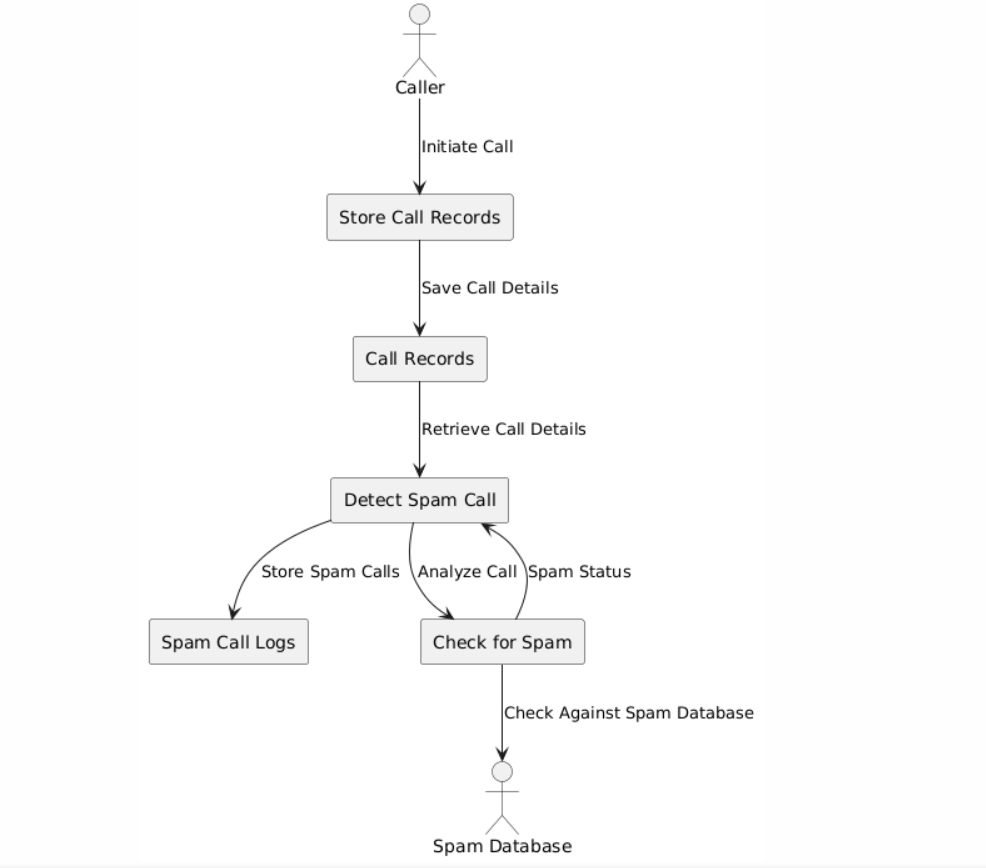 Caller
Initiate Call
Store Call Records
Save Call Details
Call Records
Retrieve Call Details
Detect Spam Call
Store Spam Calls
Analyze Call
Spam Status
Spam Call Logs
Check for Spam
Check Against Spam Database
Spam Database